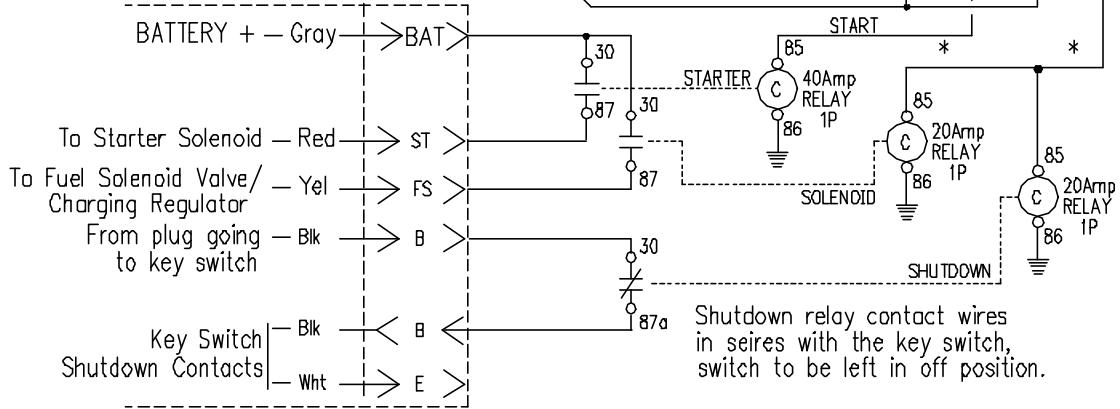 BATTERY + — Gray
BAT
START
*
*
30
85
STARTER
C
40Amp
RELAY
1P
87
30
86
85
To Starter Solenoid — Red
ST
C
20Amp
RELAY
1P
86
85
To Fuel Solenoid Valve/
Charging Regulator
— Yel
FS
87
SOLENOID
C
20Amp
RELAY
1P
86
From plug going
to key switch
— Blk
B
30
SHUTDOWN
87a
Key Switch
Shutdown Contacts
— Blk
B
— Wht
E
Shutdown relay contact wires
in seires with the key switch,
switch to be left in off position.